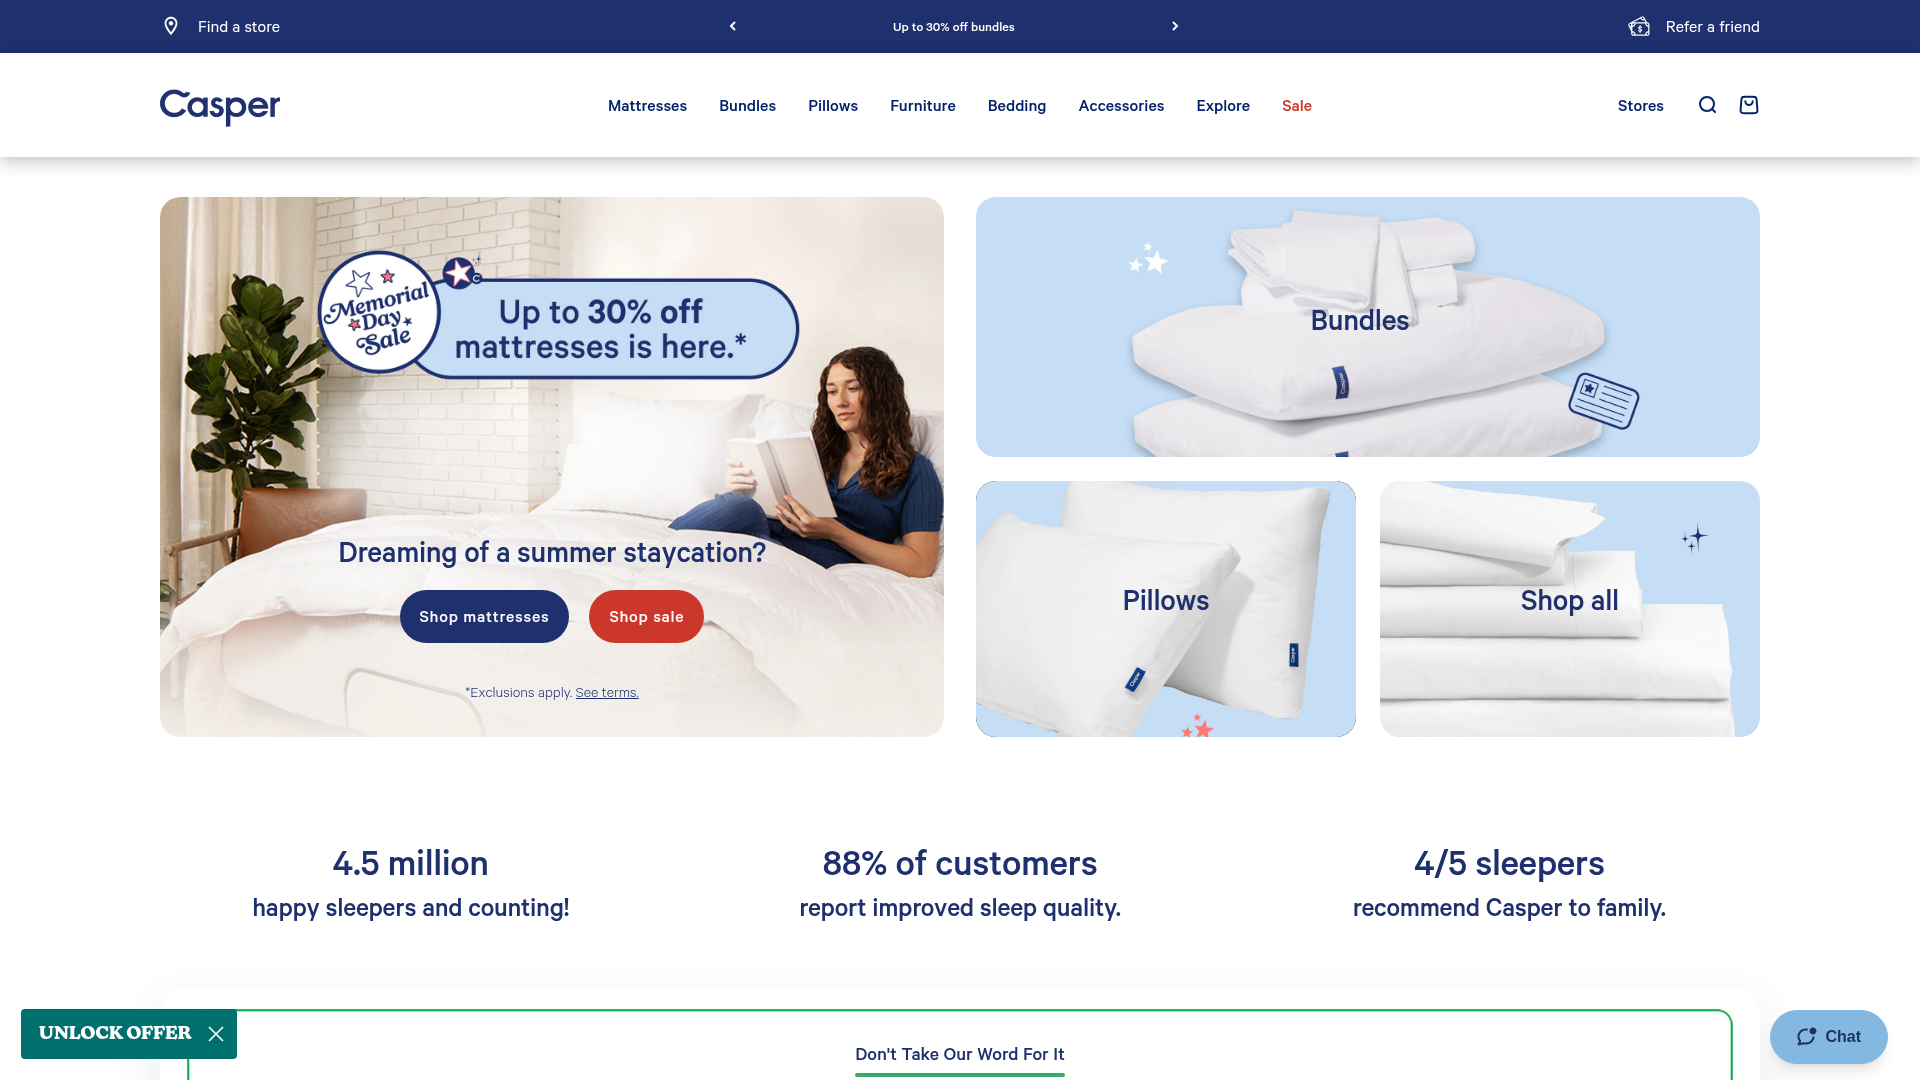 Find a store
Up to 30% off bundles
Refer a friend
Casper
Mattresses
Bundles
Pillows
Furniture
Bedding
Accessories
Explore
Sale
Stores
Memorial
Day
Sale
Up to 30% off
mattresses is here.*
Dreaming of a summer staycation?
Shop mattresses
Shop sale
*Exclusions apply. See terms.
Bundles
Casper
Pillows
Casper
Casper
Shop all
4.5 million
happy sleepers and counting!
88% of customers
report improved sleep quality.
4/5 sleepers
recommend Casper to family.
Don't Take Our Word For It
UNLOCK OFFER
Chat